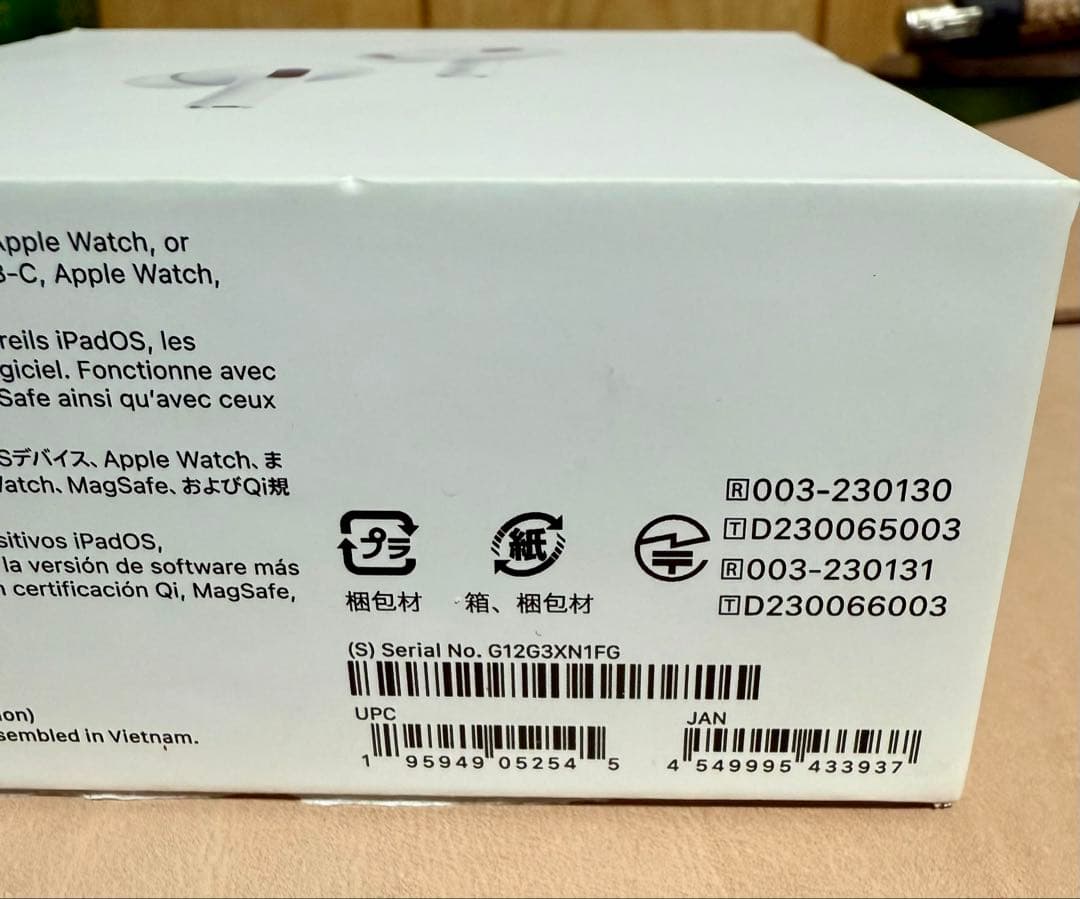 Apple Watch, or
B-C, Apple Watch,
reils iPadOS, les
giciel. Fonctionne avec
Safe ainsi qu'avec ceux
Sデバイス、Apple Watch、ま
Watch、MagSafe、およびQi規
sitivos iPadOS,
la versión de software más
n certificación Qi, MagSafe,
on)
sembled in Vietnam.
プラ
梱包材
紙
箱、梱包材
R003-230130
TD230065003
R003-230131
TD230066003
(S) Serial No. G12G3XN1FG
UPC
1 95949 05254 5
JAN
4 549995 433937